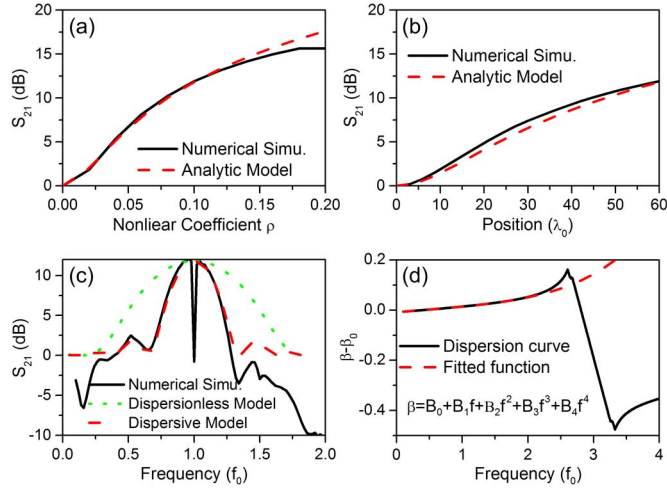 (a)
20
15
10
5
0
S21 (dB)
Numerical Simu.
Analytic Model
0.00 0.05 0.10 0.15 0.20
Nonlinear Coefficient ρ
(b)
20
15
10
5
0
S21 (dB)
Numerical Simu.
Analytic Model
0 10 20 30 40 50 60
Position (λ0)
(c)
10
5
0
-5
-10
S21 (dB)
Numerical Simu.
Dispersionless Model
Dispersive Model
0.0 0.5 1.0 1.5 2.0
Frequency (f0)
(d)
0.2
0.0
-0.2
-0.4
β-β0
Dispersion curve
Fitted function
β=B0+B1f+B2f2+B3f3+B4f4
0 1 2 3 4
Frequency (f0)